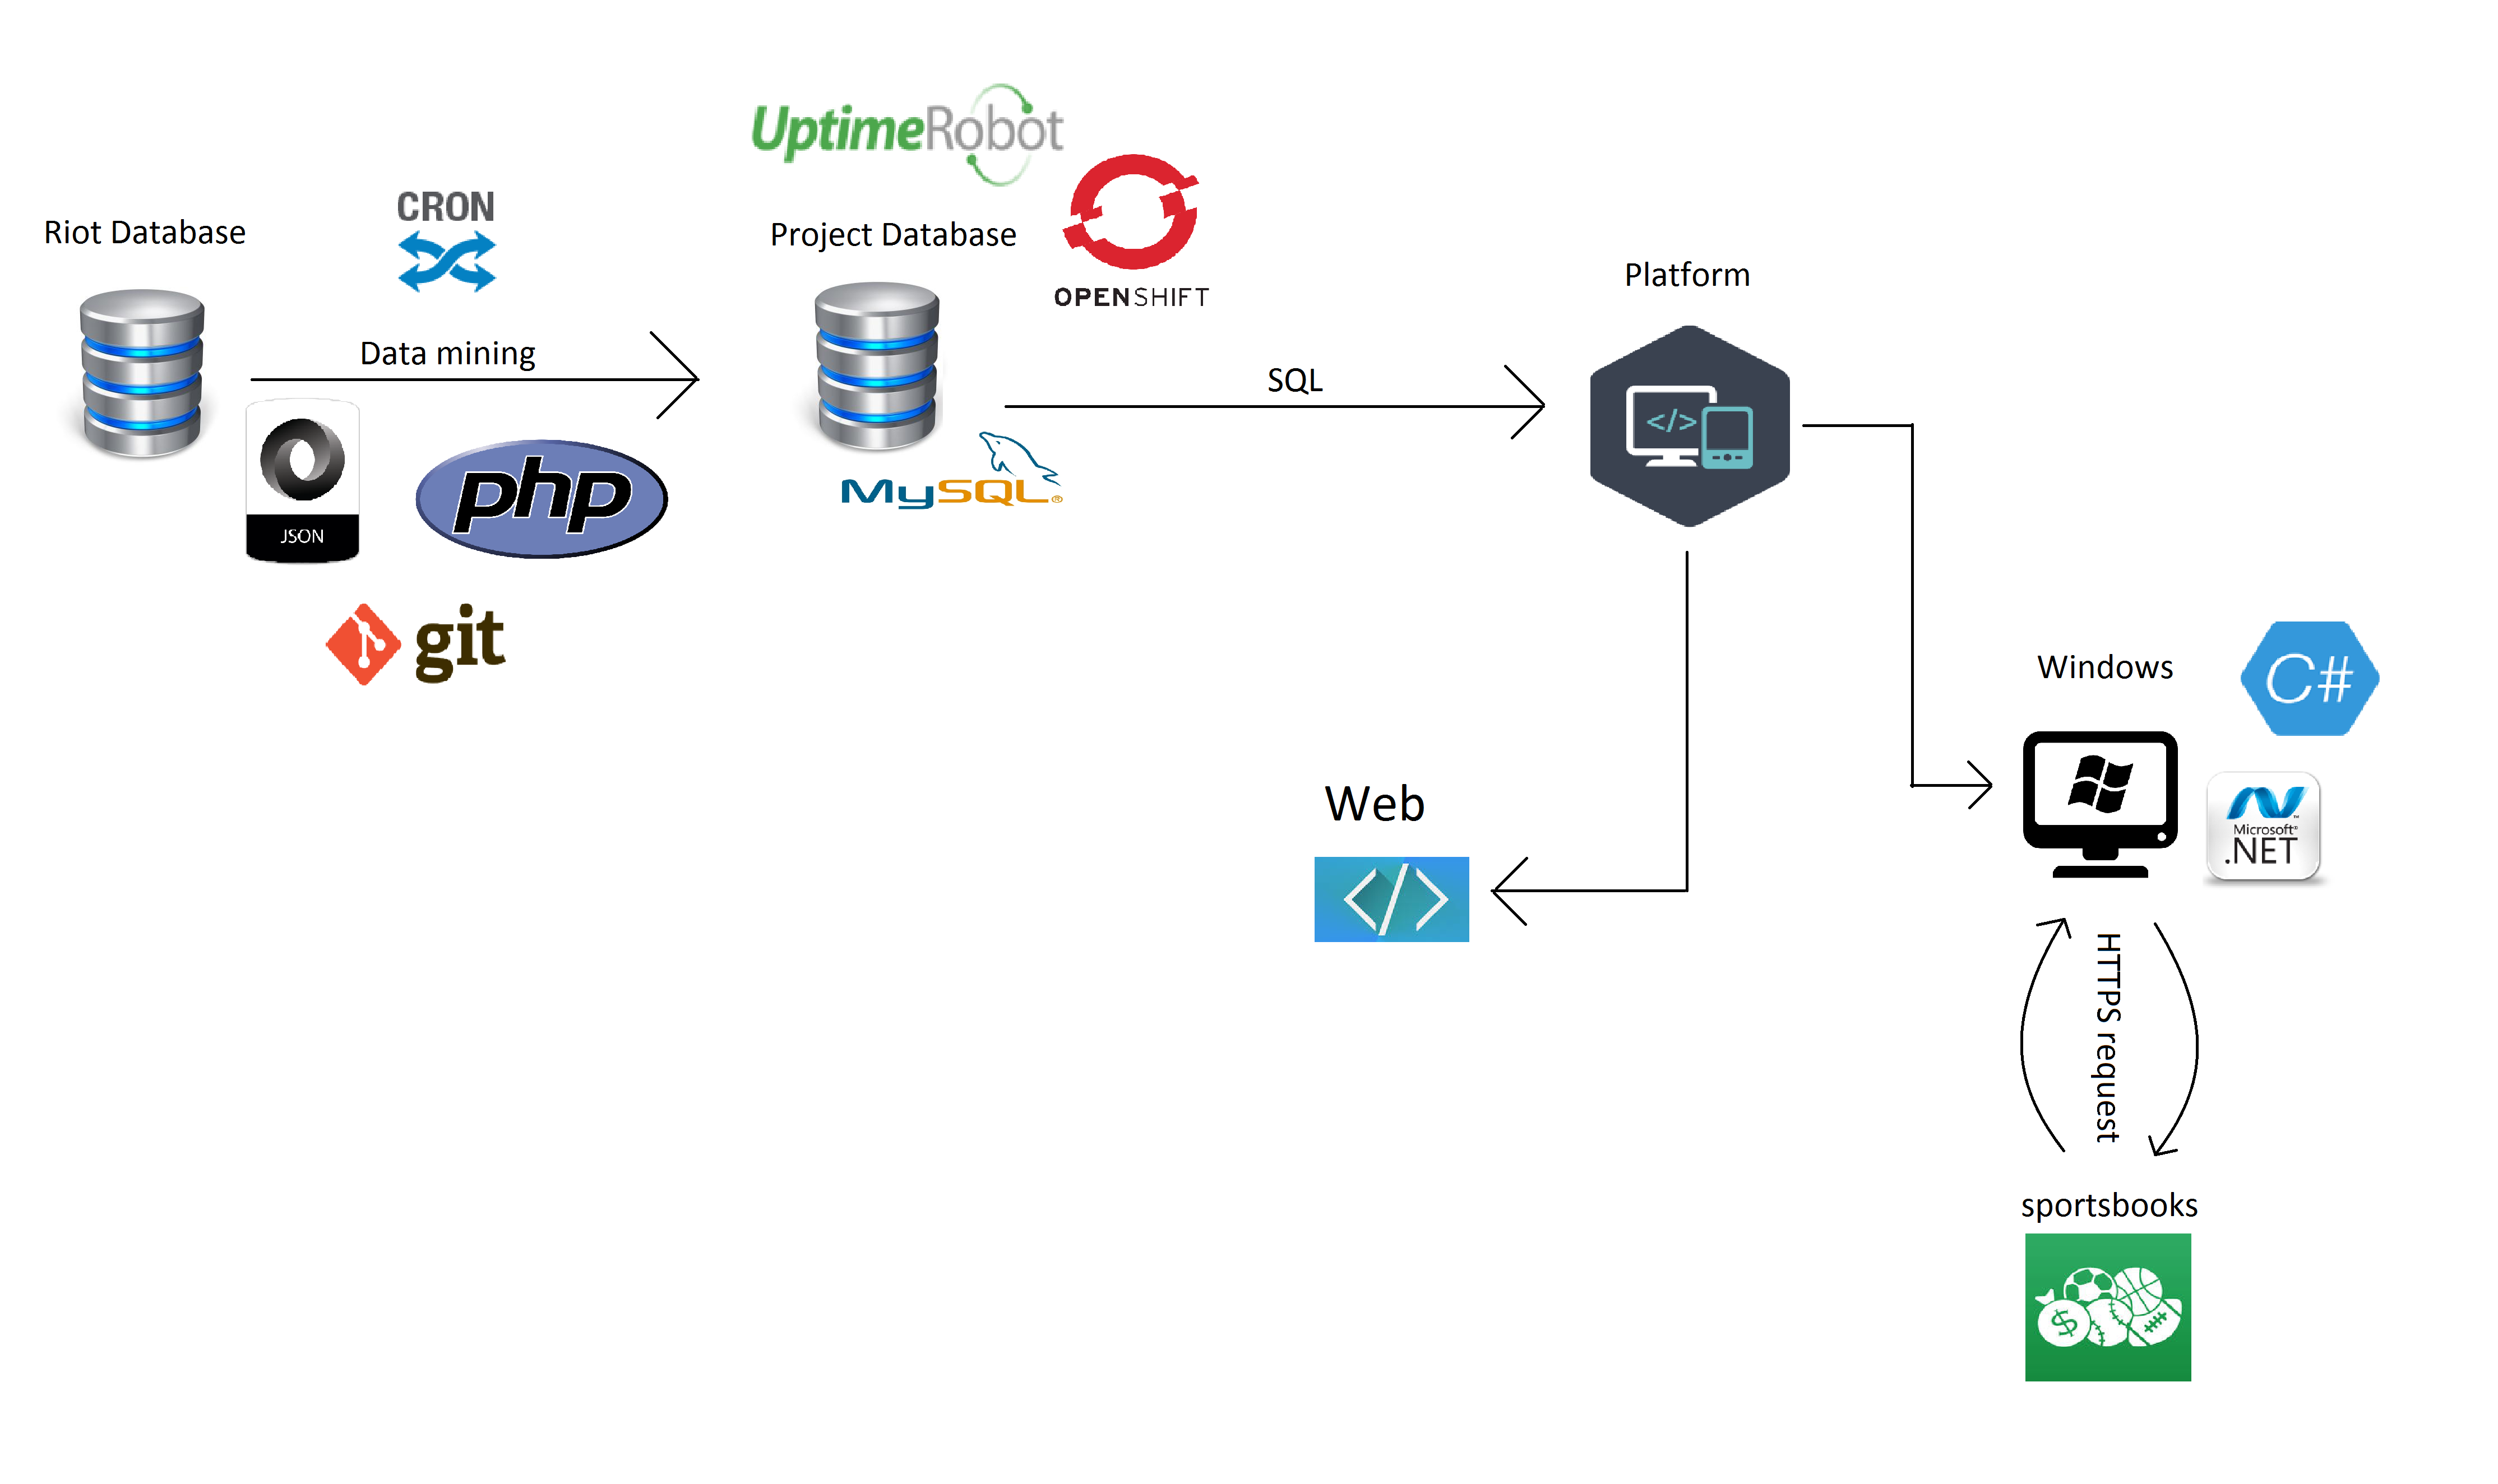 UptimeRobot
CRON
Riot Database
Project Database
OPENSHIFT
Platform
Data mining
SQL
</>
JSON
php
MySQL®
git
Windows
C#
Web
</>
Microsoft®
.NET™
HTTPS request
sportsbooks
$